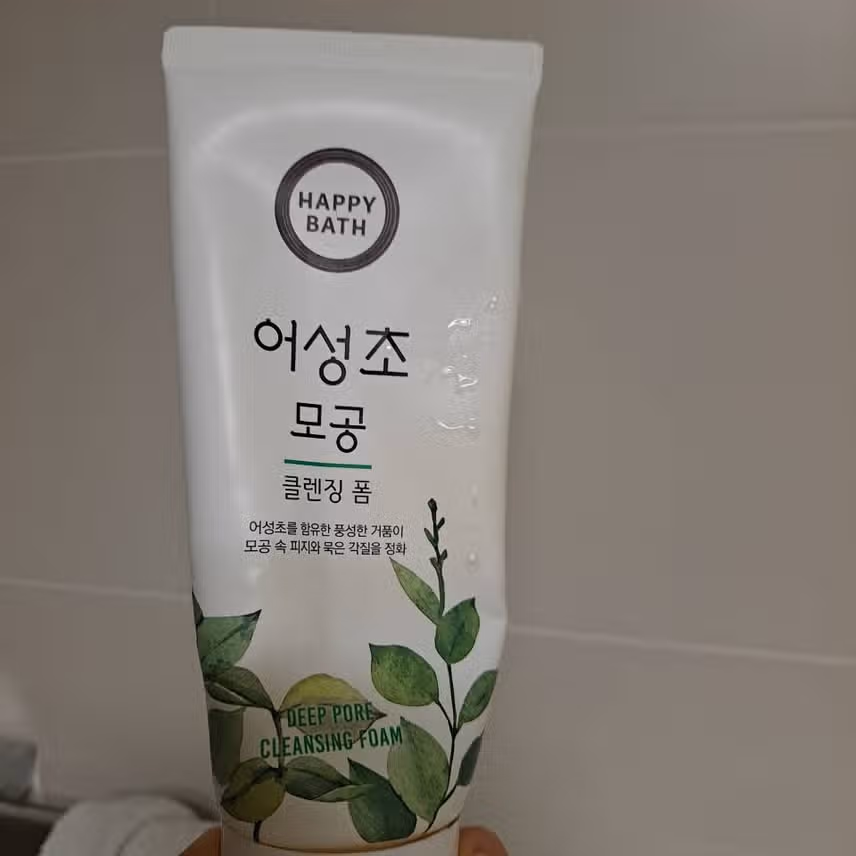 HAPPY
BATH
어성초
모공
클렌징 폼
어성초를 함유한 풍성한 거품이
모공 속 피지와 묵은 각질을 정화
DEEP PORE
CLEANSING FOAM